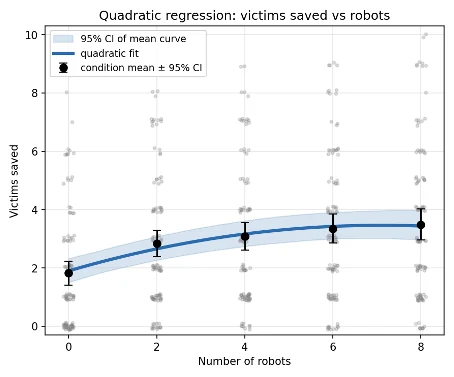 Quadratic regression: victims saved vs robots
10
8
6
4
2
0
Victims saved
95% CI of mean curve
quadratic fit
condition mean ± 95% CI
0 2 4 6 8
Number of robots